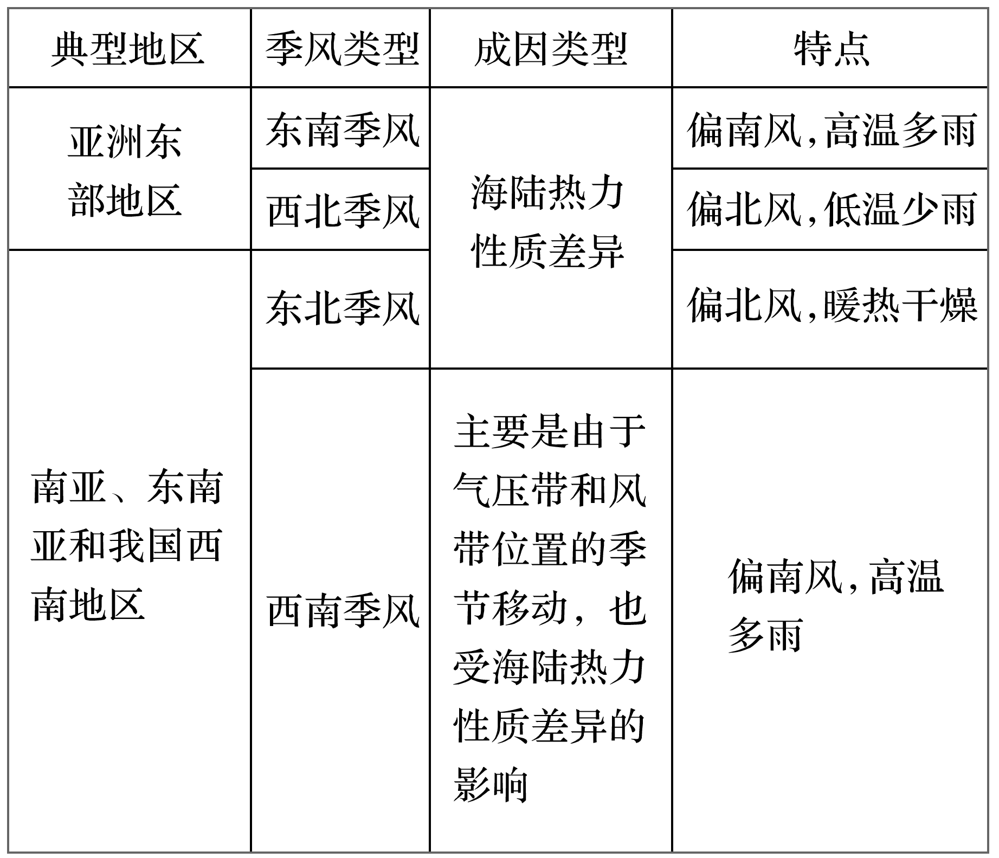 典型地区 季风类型 成因类型 特点
亚洲东
部地区
东南季风
海陆热力
性质差异
偏南风,高温多雨
西北季风
偏北风,低温少雨
南亚、东南
亚和我国西
南地区
东北季风
偏北风,暖热干燥
西南季风
主要是由于
气压带和风
带位置的季
节移动，也
受海陆热力
性质差异的
影响
偏南风,高温
多雨